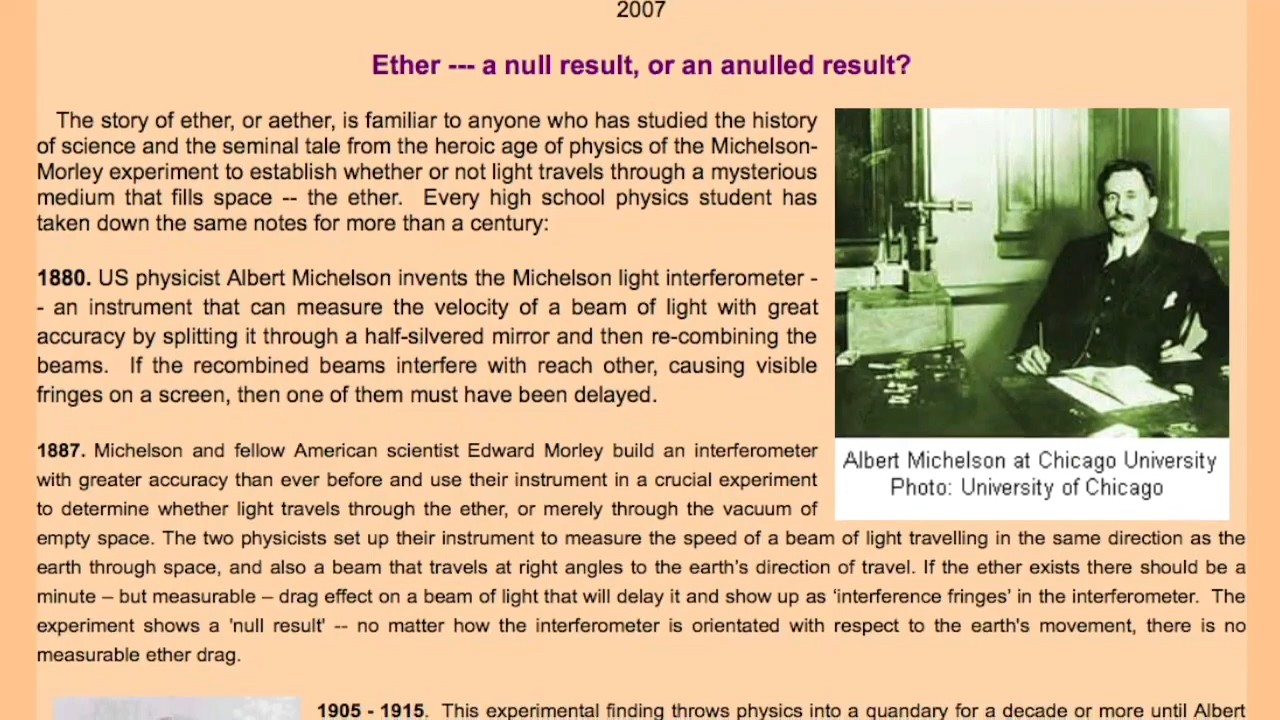 2007
Ether --- a null result, or an anulled result?
The story of ether, or aether, is familiar to anyone who has studied the history
of science and the seminal tale from the heroic age of physics of the Michelson-
Morley experiment to establish whether or not light travels through a mysterious
medium that fills space -- the ether. Every high school physics student has
taken down the same notes for more than a century:
1880. US physicist Albert Michelson invents the Michelson light interferometer -
- an instrument that can measure the velocity of a beam of light with great
accuracy by splitting it through a half-silvered mirror and then re-combining the
beams. If the recombined beams interfere with reach other, causing visible
fringes on a screen, then one of them must have been delayed.
Albert Michelson at Chicago University
Photo: University of Chicago
1887. Michelson and fellow American scientist Edward Morley build an interferometer
with greater accuracy than ever before and use their instrument in a crucial experiment
to determine whether light travels through the ether, or merely through the vacuum of
empty space. The two physicists set up their instrument to measure the speed of a beam of light travelling in the same direction as the
earth through space, and also a beam that travels at right angles to the earth's direction of travel. If the ether exists there should be a
minute – but measurable – drag effect on a beam of light that will delay it and show up as ‘interference fringes’ in the interferometer. The
experiment shows a 'null result' -- no matter how the interferometer is orientated with respect to the earth's movement, there is no
measurable ether drag.
1905 - 1915. This experimental finding throws physics into a quandary for a decade or more until Albert